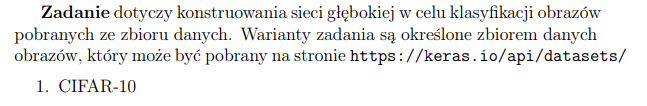 Zadanie dotyczy konstruowania sieci głębokiej w celu klasyfikacji obrazów
pobranych ze zbioru danych. Warianty zadania są określone zbiorem danych
obrazów, który może być pobrany na stronie https://keras.io/api/datasets/
1. CIFAR-10